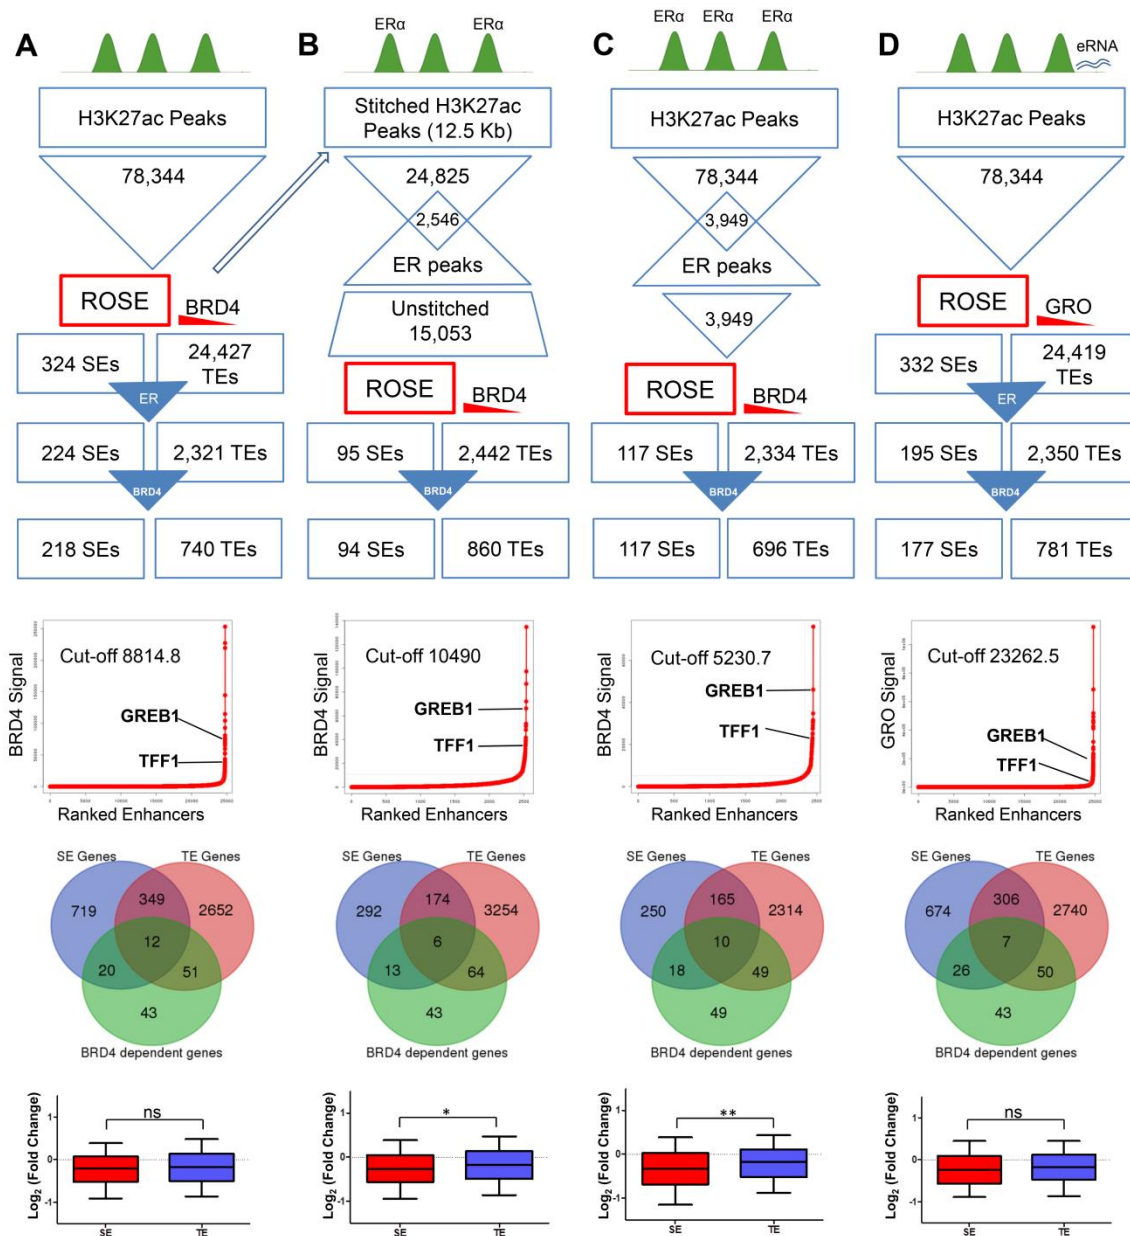 A
B
C
D
ERα ERα
ERα ERα ERα
eRNA
H3K27ac Peaks
Stitched H3K27ac
Peaks (12.5 Kb)
H3K27ac Peaks
H3K27ac Peaks
78,344
24,825
78,344
78,344
2,546
3,949
ER peaks
ER peaks
Unstitched
15,053
3,949
ROSE
BRD4
ROSE
BRD4
ROSE
BRD4
ROSE
GRO
324 SEs
24,427
TEs
332 SEs
24,419
TEs
ER
ER
224 SEs
2,321 TEs
95 SEs
2,442 TEs
117 SEs
2,334 TEs
195 SEs
2,350 TEs
BRD4
BRD4
BRD4
BRD4
218 SEs
740 TEs
94 SEs
860 TEs
117 SEs
696 TEs
177 SEs
781 TEs
BRD4 Signal
Cut-off 8814.8
GREB1
TFF1
Ranked Enhancers
BRD4 Signal
Cut-off 10490
GREB1
TFF1
Ranked Enhancers
BRD4 Signal
Cut-off 5230.7
GREB1
TFF1
Ranked Enhancers
GRO Signal
Cut-off 23262.5
GREB1
TFF1
Ranked Enhancers
SE Genes
TE Genes
719
349
2652
12
20
51
43
BRD4 dependent genes
SE Genes
TE Genes
292
174
3254
6
13
64
43
BRD4 dependent genes
SE Genes
TE Genes
250
165
2314
10
18
49
49
BRD4 dependent genes
SE Genes
TE Genes
674
306
2740
7
26
50
43
BRD4 dependent genes
Log2 (Fold Change)
1
0
-1
ns
SE
TE
Log2 (Fold Change)
1
0
-1
*
SE
TE
Log2 (Fold Change)
1
0
-1
**
SE
TE
Log2 (Fold Change)
1
0
-1
ns
SE
TE